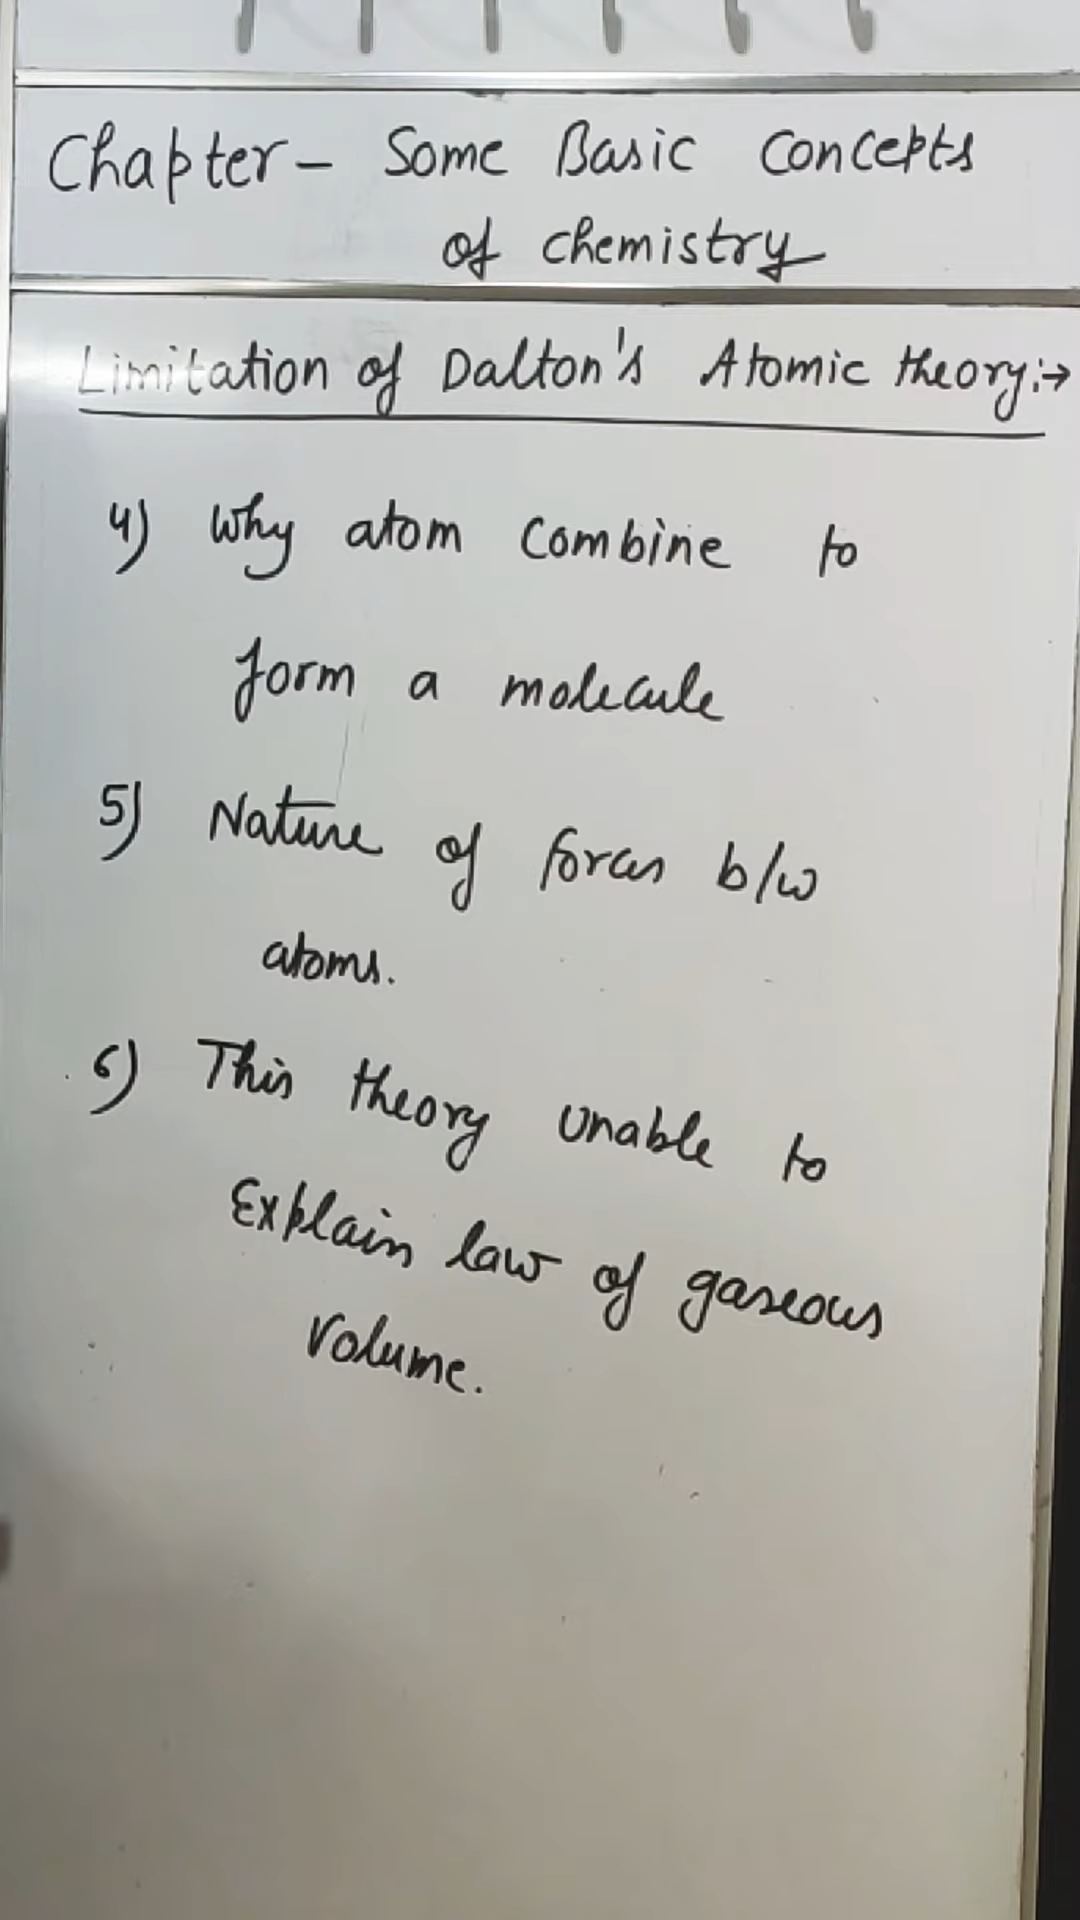 Chapter - Some Basic Concepts
of chemistry
Limitation of Dalton's Atomic theory:→
4) Why atom combine to
form a molecule
5) Nature of forces b/w
atoms.
6) This theory unable to
Explain law of gaseous
Volume.